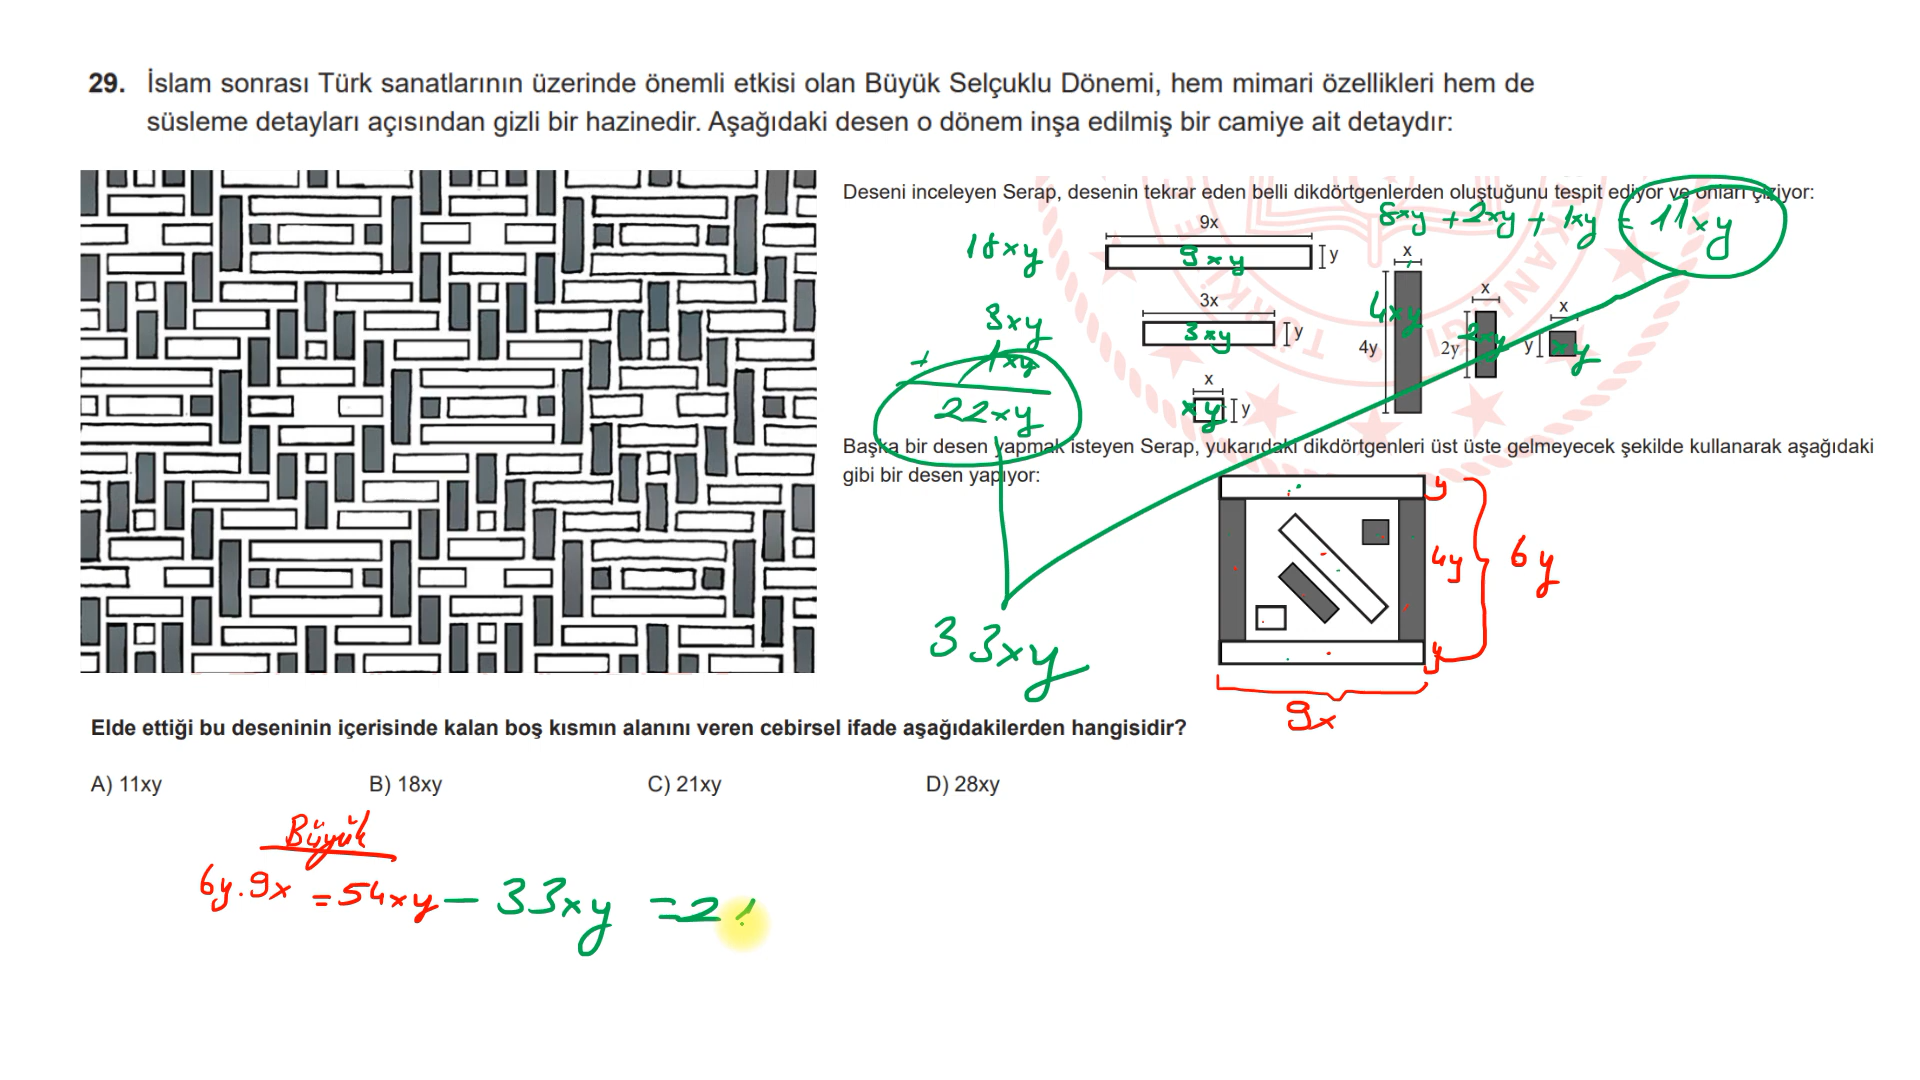 29. İslam sonrası Türk sanatlarının üzerinde önemli etkisi olan Büyük Selçuklu Dönemi, hem mimari özellikleri hem de
süsleme detayları açısından gizli bir hazinedir. Aşağıdaki desen o dönem inşa edilmiş bir camiye ait detaydır:
Deseni inceleyen Serap, desenin tekrar eden belli dikdörtgenlerden oluştuğunu tespit ediyor ve onları çiziyor:
8xy + 2xy + 1xy = 11xy
9x
18xy
9xy
y
x
3x
3xy
3xy
y
4xy
4y
x
2y
2xy
x
y
xy
+ 1xy
22xy
x
xy
y
Başka bir desen yapmak isteyen Serap, yukarıdaki dikdörtgenleri üst üste gelmeyecek şekilde kullanarak aşağıdaki
gibi bir desen yapıyor:
y
4y
6y
y
33xy
9x
Elde ettiği bu deseninin içerisinde kalan boş kısmın alanını veren cebirsel ifade aşağıdakilerden hangisidir?
A) 11xy B) 18xy C) 21xy D) 28xy
Büyük
6y.9x = 54xy - 33xy = 2